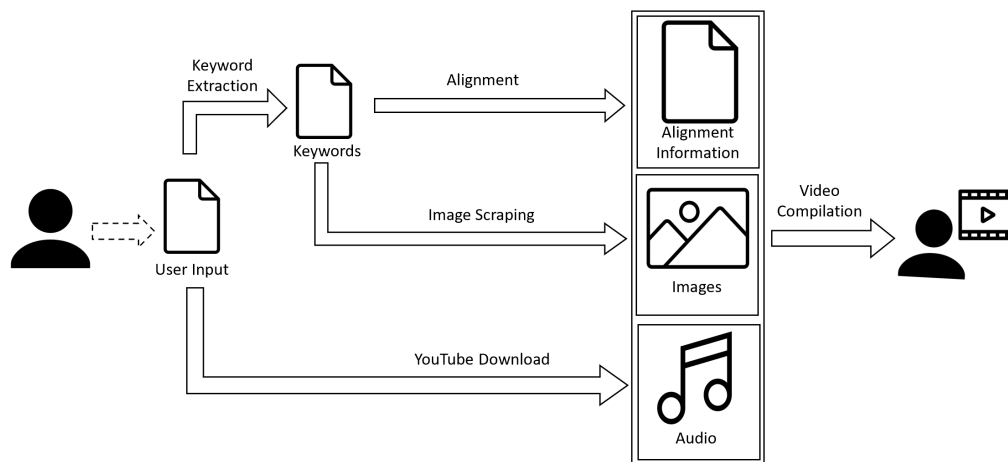 Keyword
Extraction
Keywords
Alignment
Alignment
Information
User Input
Image Scraping
Images
Video
Compilation
YouTube Download
Audio